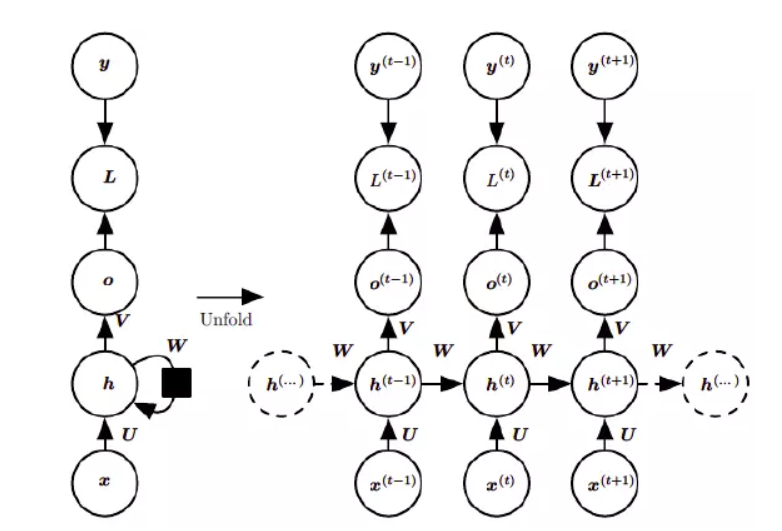 y y^(t−1) y^(t) y^(t+1)
L L^(t−1) L^(t) L^(t+1)
o o^(t−1) o^(t) o^(t+1)
Unfold
V V V V
W W W W W
h h^(...) h^(t−1) h^(t) h^(t+1) h^(...)
U U U U
x x^(t−1) x^(t) x^(t+1)